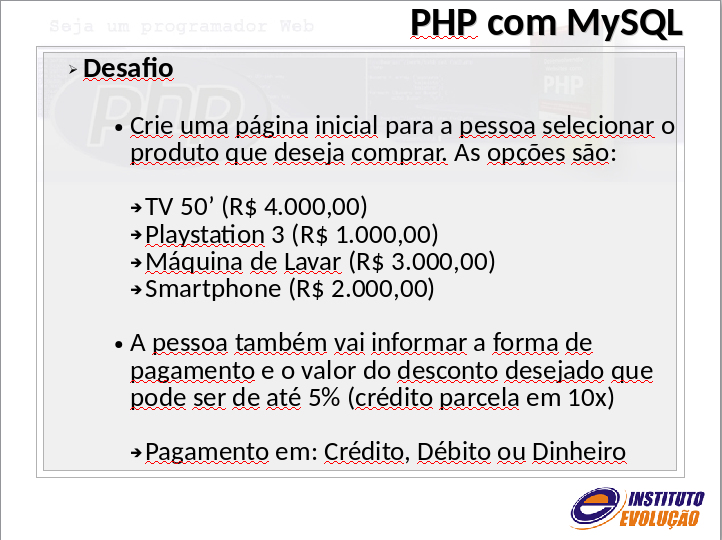 Seja um programador Web
PHP com MySQL
➢ Desafio
• Crie uma página inicial para a pessoa selecionar o
produto que deseja comprar. As opções são:
➔ TV 50’ (R$ 4.000,00)
➔ Playstation 3 (R$ 1.000,00)
➔ Máquina de Lavar (R$ 3.000,00)
➔ Smartphone (R$ 2.000,00)
• A pessoa também vai informar a forma de
pagamento e o valor do desconto desejado que
pode ser de até 5% (crédito parcela em 10x)
➔ Pagamento em: Crédito, Débito ou Dinheiro
PHP
PHP
INSTITUTO
EVOLUÇÃO